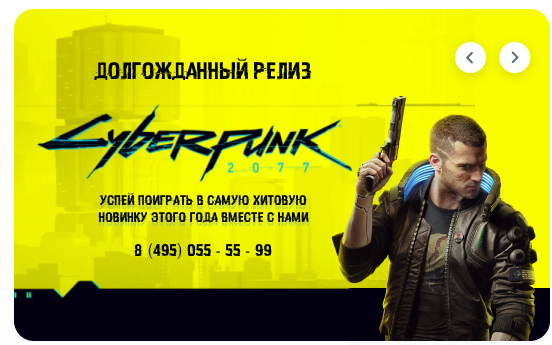 ДОЛГОЖДАННЫЙ РЕЛИЗ
CYBERPUNK
2077
УСПЕЙ ПОИГРАТЬ В САМУЮ ХИТОВУЮ
НОВИНКУ ЭТОГО ГОДА ВМЕСТЕ С НАМИ
8 (495) 055 - 55 - 99